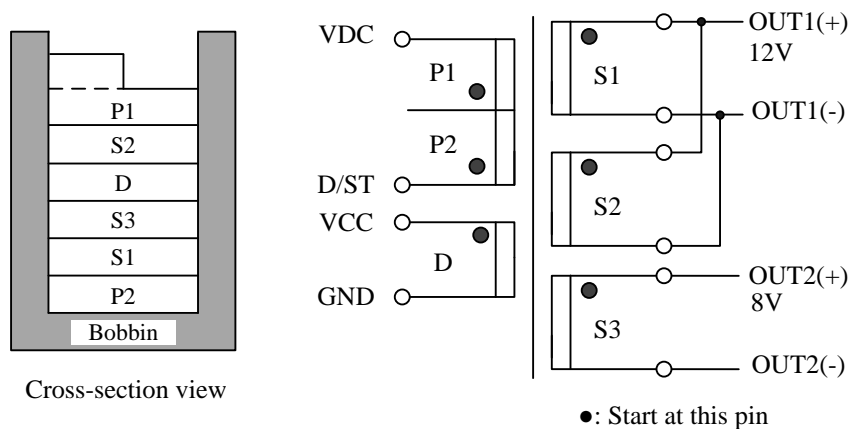 P1
S2
D
S3
S1
P2
Bobbin
Cross-section view
VDC
P1
P2
D/ST
VCC
D
GND
S1
OUT1(+)
12V
OUT1(-)
S2
OUT2(+)
8V
S3
OUT2(-)
●: Start at this pin